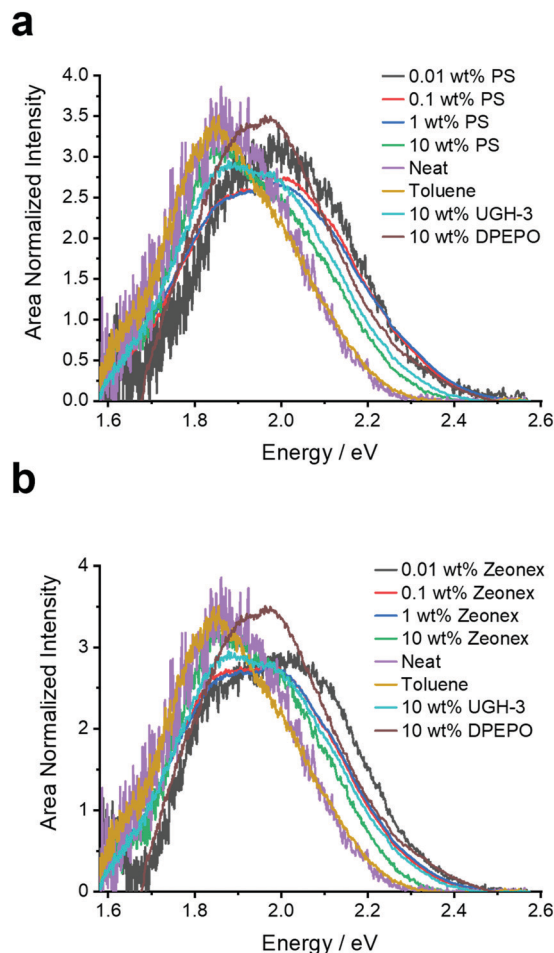 a
Area Normalized Intensity
4.0
3.5
3.0
2.5
2.0
1.5
1.0
0.5
0.0
1.6 1.8 2.0 2.2 2.4 2.6
Energy / eV
0.01 wt% PS
0.1 wt% PS
1 wt% PS
10 wt% PS
Neat
Toluene
10 wt% UGH-3
10 wt% DPEPO
b
Area Normalized Intensity
4
3
2
1
0
1.6 1.8 2.0 2.2 2.4 2.6
Energy / eV
0.01 wt% Zeonex
0.1 wt% Zeonex
1 wt% Zeonex
10 wt% Zeonex
Neat
Toluene
10 wt% UGH-3
10 wt% DPEPO